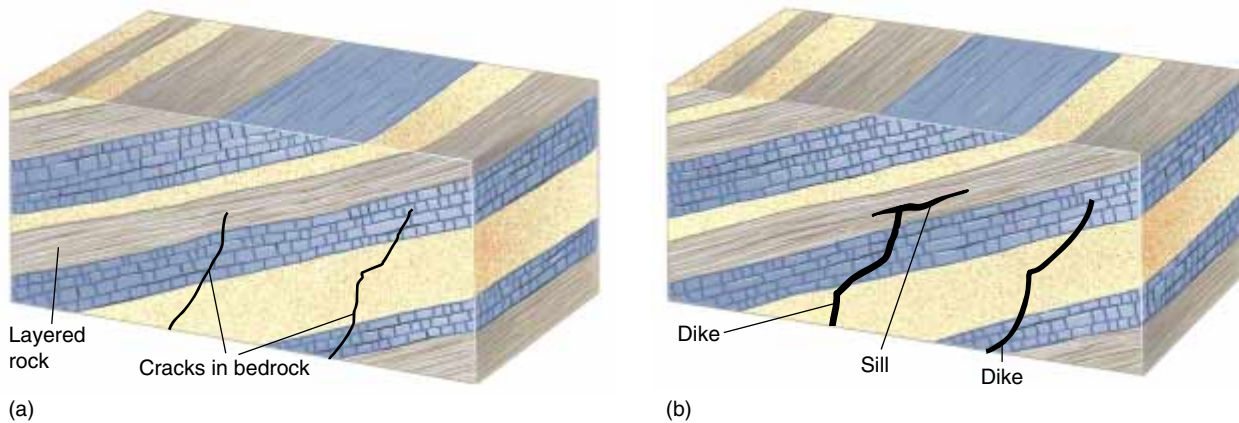 Layered
rock
Cracks in bedrock
(a)
Dike
Sill
Dike
(b)